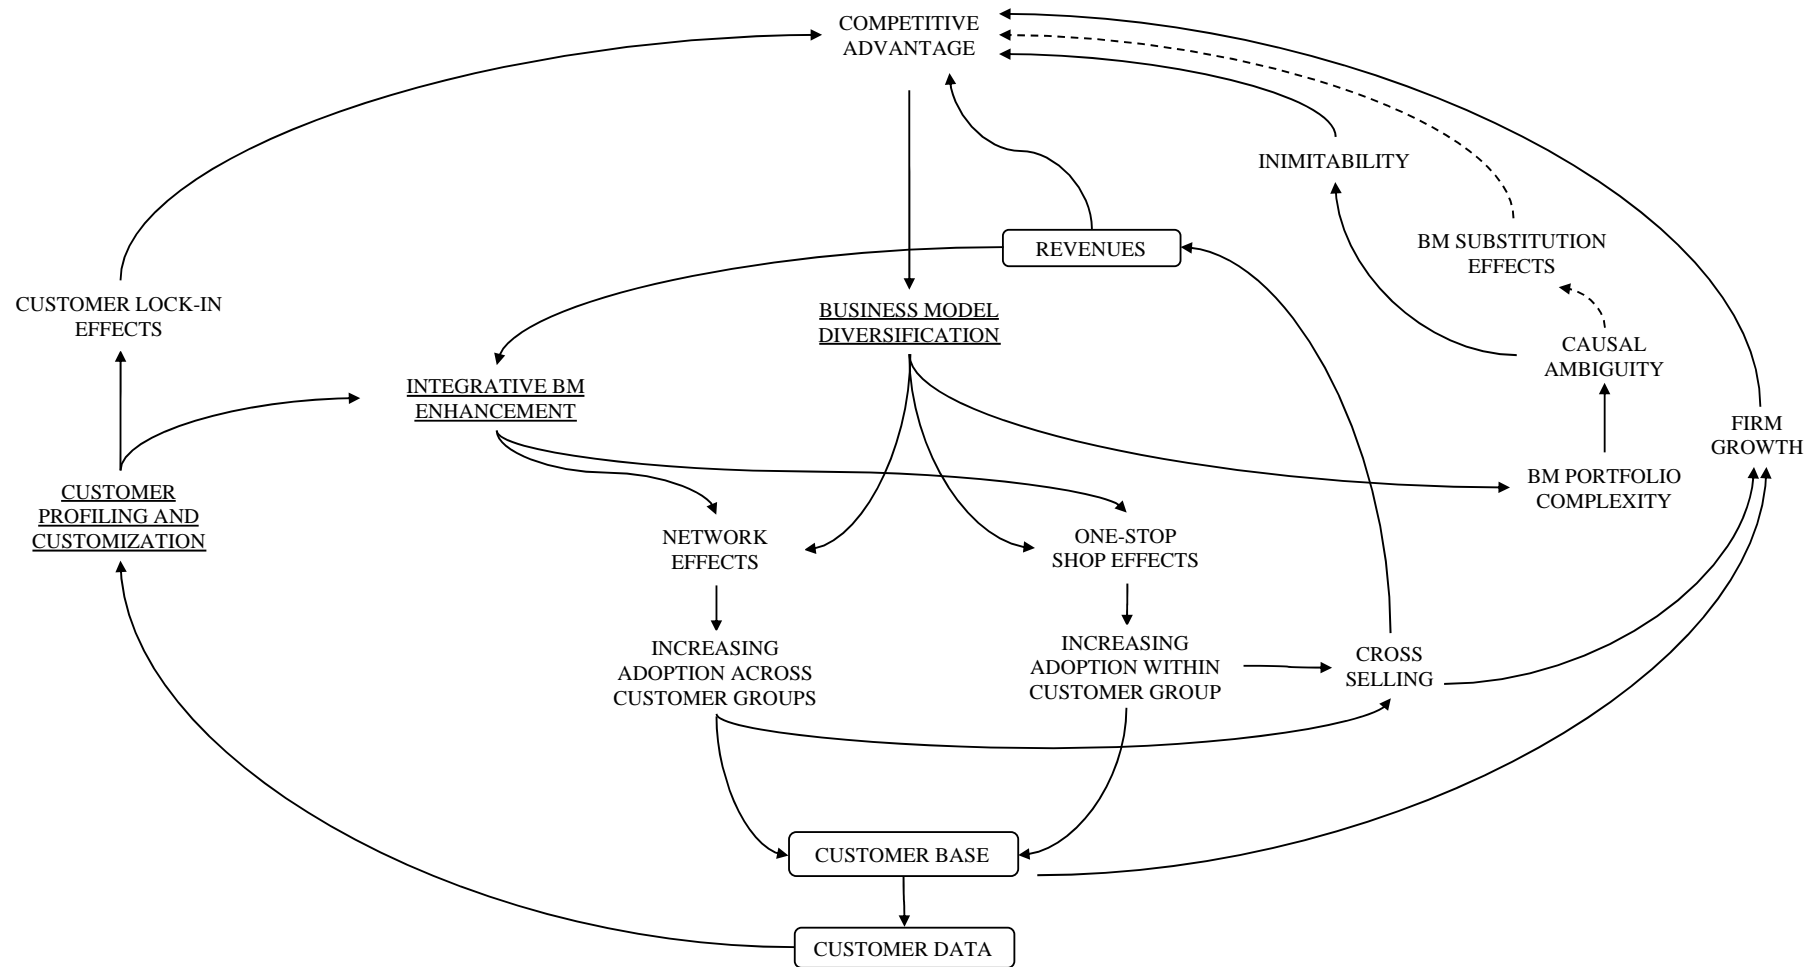 COMPETITIVE
ADVANTAGE
INIMITABILITY
REVENUES
BM SUBSTITUTION
EFFECTS
CUSTOMER LOCK-IN
EFFECTS
BUSINESS MODEL
DIVERSIFICATION
CAUSAL
AMBIGUITY
INTEGRATIVE BM
ENHANCEMENT
FIRM
GROWTH
BM PORTFOLIO
COMPLEXITY
CUSTOMER
PROFILING AND
CUSTOMIZATION
NETWORK
EFFECTS
ONE-STOP
SHOP EFFECTS
INCREASING
ADOPTION ACROSS
CUSTOMER GROUPS
INCREASING
ADOPTION WITHIN
CUSTOMER GROUP
CROSS
SELLING
CUSTOMER BASE
CUSTOMER DATA